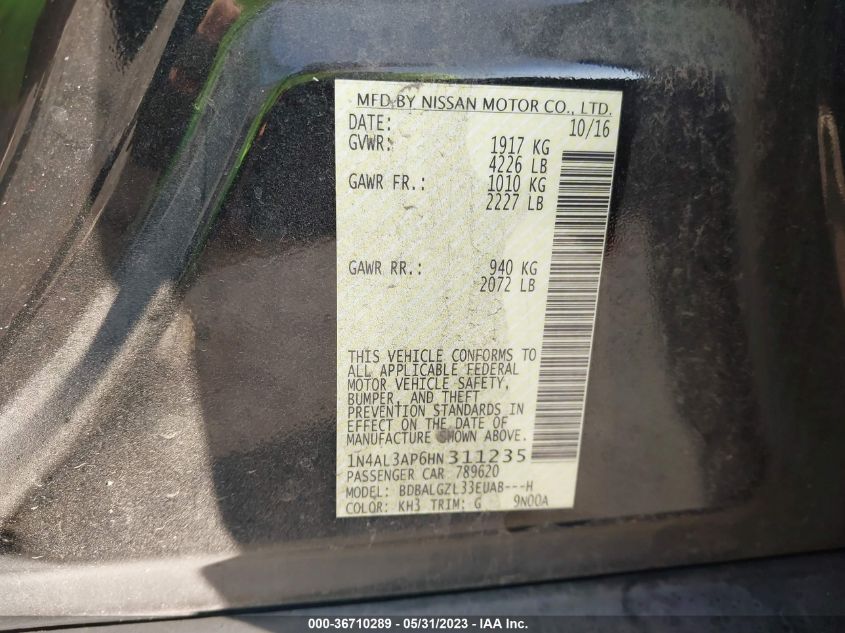 MFD.BY NISSAN MOTOR CO., LTD.
DATE: 10/16
GVWR: 1917 KG
4226 LB
GAWR FR.: 1010 KG
2227 LB
GAWR RR.: 940 KG
2072 LB
THIS VEHICLE CONFORMS TO
ALL APPLICABLE FEDERAL
MOTOR VEHICLE SAFETY,
BUMPER, AND THEFT
PREVENTION STANDARDS IN
EFFECT ON THE DATE OF
MANUFACTURE SHOWN ABOVE.
1N4AL3AP6HN311235
PASSENGER CAR 789620
MODEL: BDBALGZL33EUAB---H
COLOR: KH3 TRIM: G 9N00A
000-36710289 - 05/31/2023 - IAA Inc.